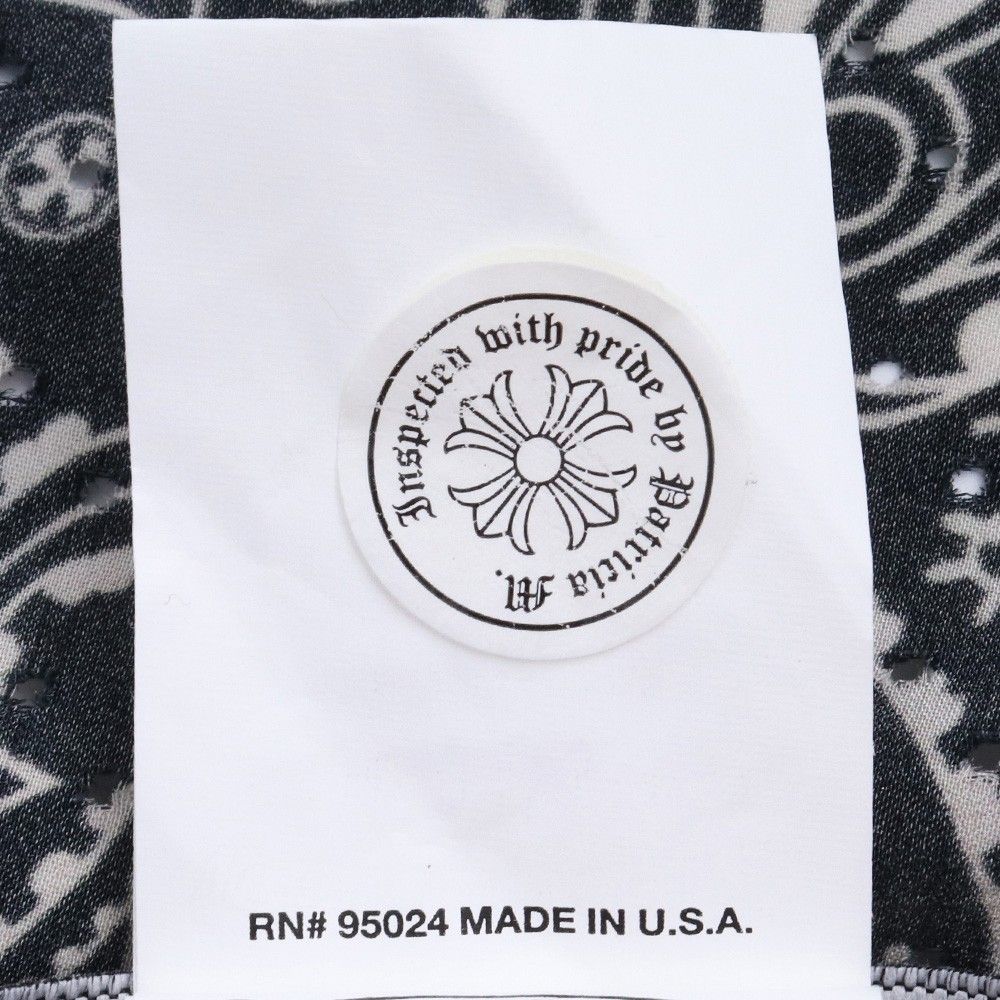 Inspected with pride by Patricia M.
RN# 95024 MADE IN U.S.A.